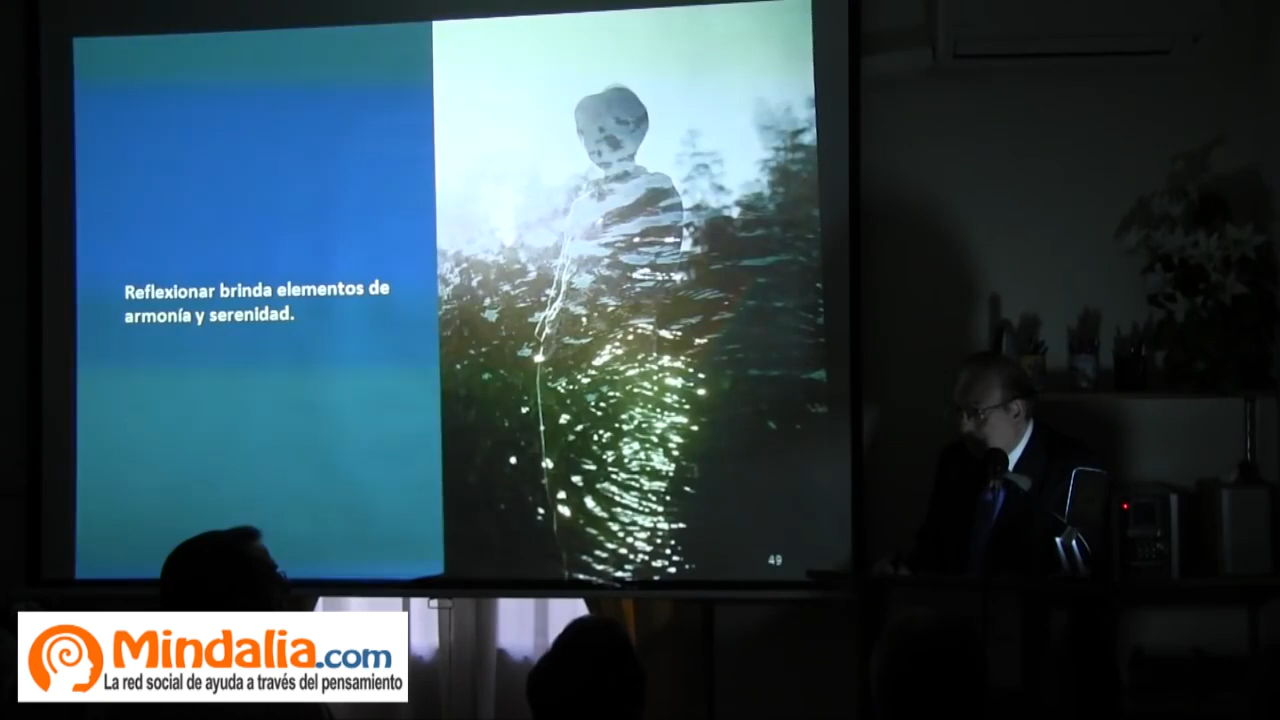 Reflexionar brinda elementos de
armonía y serenidad.
49
Mindalia.com
La red social de ayuda a través del pensamiento